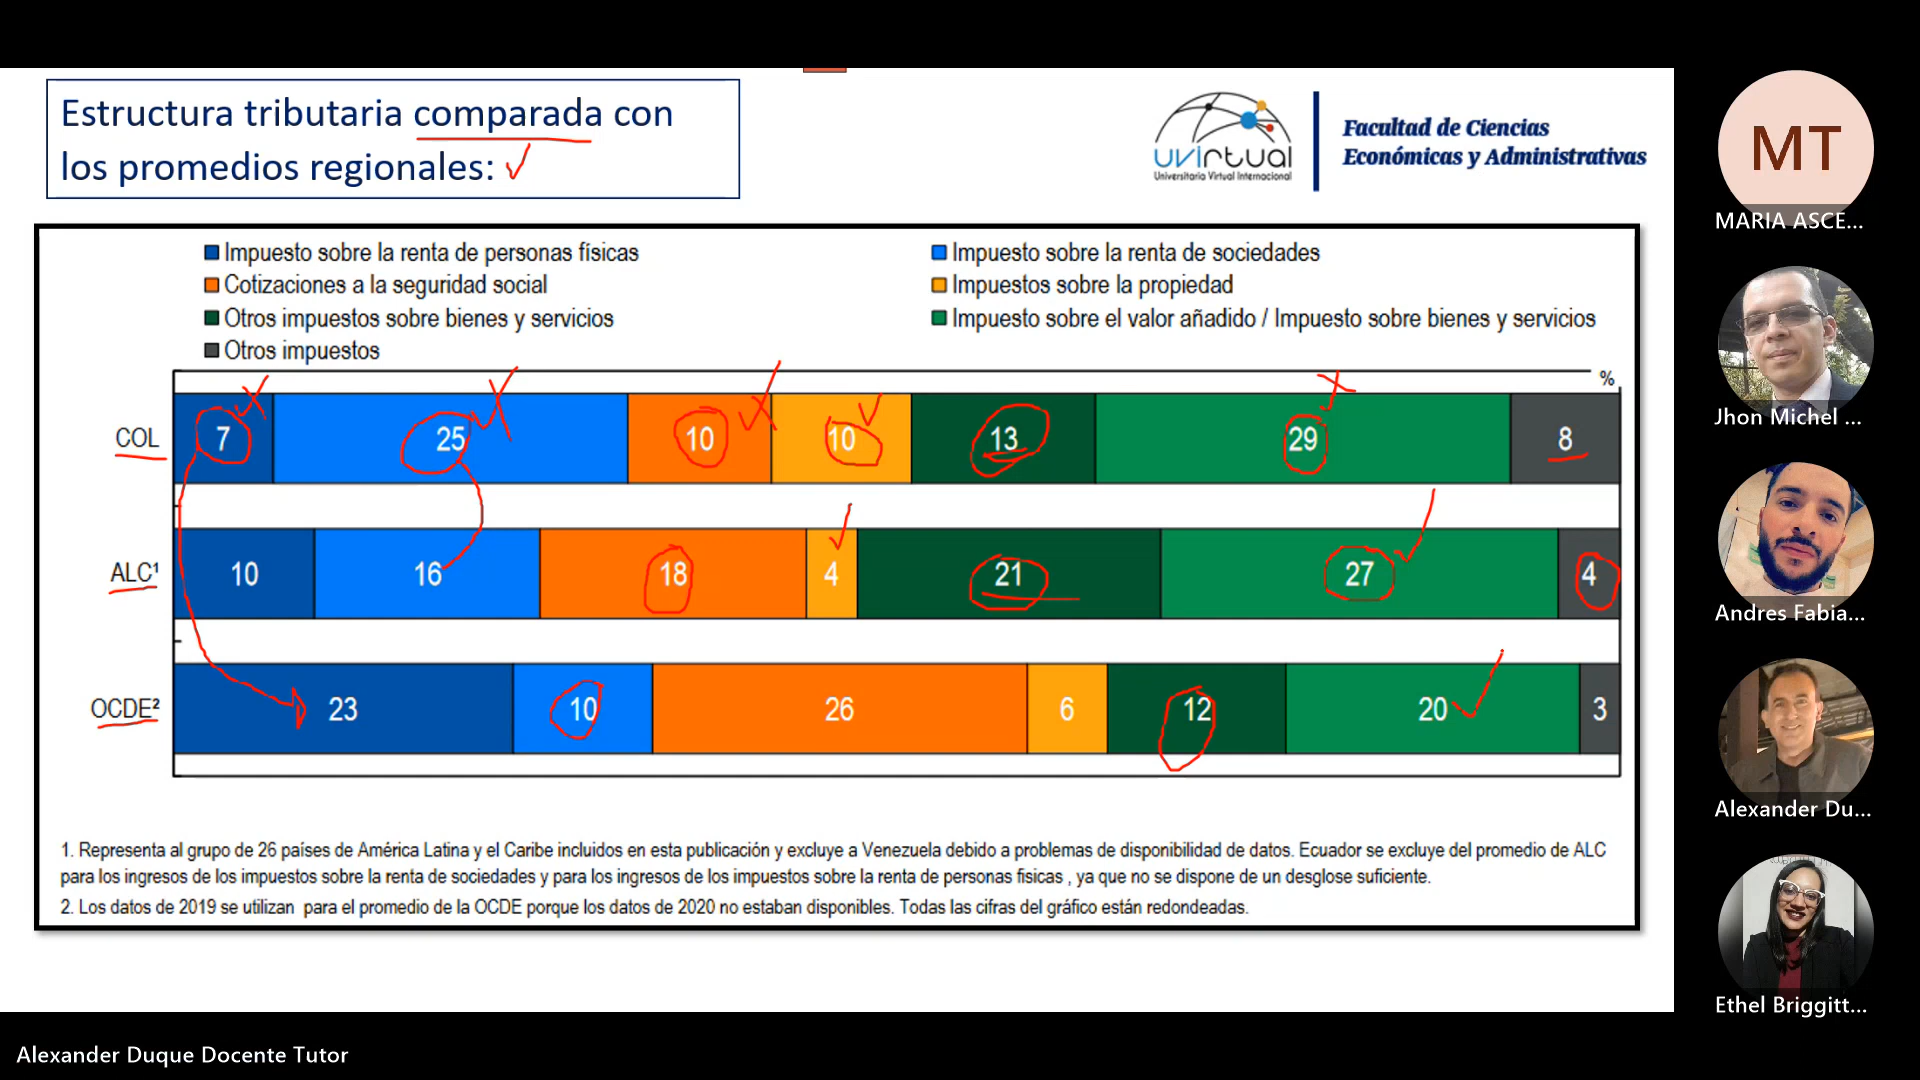 Estructura tributaria comparada con
los promedios regionales:
uvirtual
Universitaria Virtual Internacional
Facultad de Ciencias
Económicas y Administrativas
Impuesto sobre la renta de personas físicas
Impuesto sobre la renta de sociedades
Cotizaciones a la seguridad social
Impuestos sobre la propiedad
Otros impuestos sobre bienes y servicios
Impuesto sobre el valor añadido / Impuesto sobre bienes y servicios
Otros impuestos
%
COL 7 25 10 10 13 29 8
ALC¹ 10 16 18 4 21 27 4
OCDE² 23 10 26 6 12 20 3
1. Representa al grupo de 26 países de América Latina y el Caribe incluidos en esta publicación y excluye a Venezuela debido a problemas de disponibilidad de datos. Ecuador se excluye del promedio de ALC
para los ingresos de los impuestos sobre la renta de sociedades y para los ingresos de los impuestos sobre la renta de personas físicas , ya que no se dispone de un desglose suficiente.
2. Los datos de 2019 se utilizan para el promedio de la OCDE porque los datos de 2020 no estaban disponibles. Todas las cifras del gráfico están redondeadas.
MT
MARIA ASCE...
Jhon Michel ...
Andres Fabia...
Alexander Du...
Ethel Briggitt...
Alexander Duque Docente Tutor